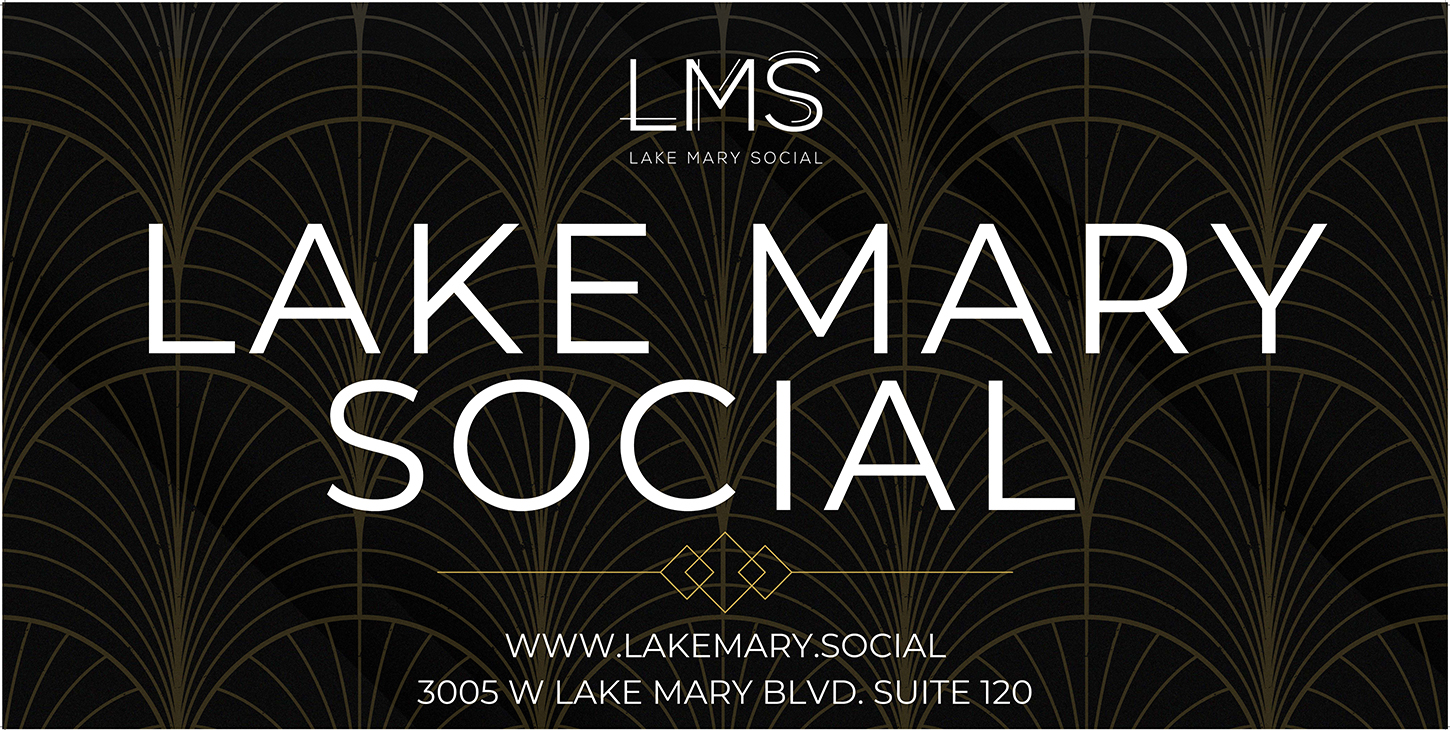 LMS
LAKE MARY SOCIAL
LAKE MARY
SOCIAL
WWW.LAKEMARY.SOCIAL
3005 W LAKE MARY BLVD. SUITE 120